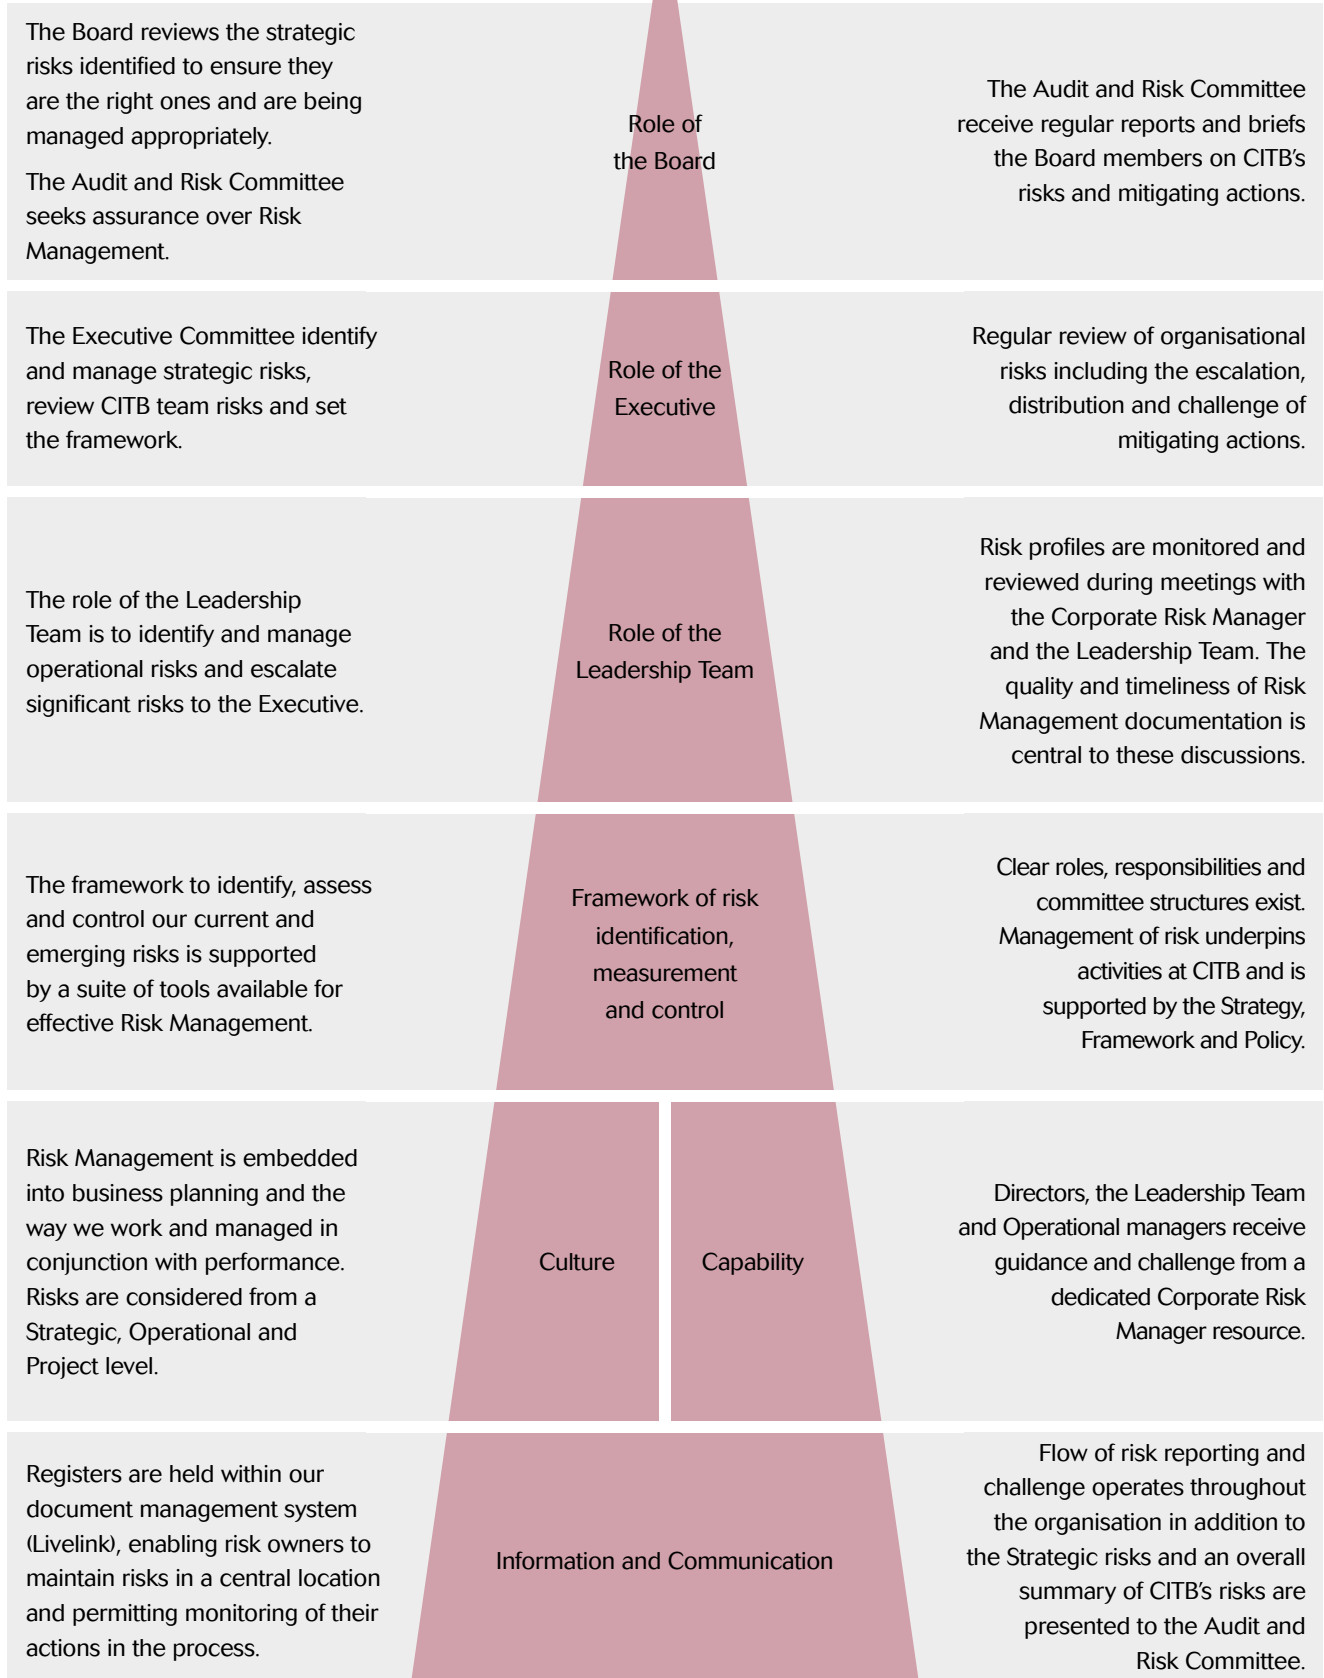 The Board reviews the strategic
risks identified to ensure they
are the right ones and are being
managed appropriately.
The Audit and Risk Committee
seeks assurance over Risk
Management.
Role of
the Board
The Audit and Risk Committee
receive regular reports and briefs
the Board members on CITB’s
risks and mitigating actions.
The Executive Committee identify
and manage strategic risks,
review CITB team risks and set
the framework.
Role of the
Executive
Regular review of organisational
risks including the escalation,
distribution and challenge of
mitigating actions.
The role of the Leadership
Team is to identify and manage
operational risks and escalate
significant risks to the Executive.
Role of the
Leadership Team
Risk profiles are monitored and
reviewed during meetings with
the Corporate Risk Manager
and the Leadership Team. The
quality and timeliness of Risk
Management documentation is
central to these discussions.
The framework to identify, assess
and control our current and
emerging risks is supported
by a suite of tools available for
effective Risk Management.
Framework of risk
identification,
measurement
and control
Clear roles, responsibilities and
committee structures exist.
Management of risk underpins
activities at CITB and is
supported by the Strategy,
Framework and Policy.
Risk Management is embedded
into business planning and the
way we work and managed in
conjunction with performance.
Risks are considered from a
Strategic, Operational and
Project level.
Culture
Capability
Directors, the Leadership Team
and Operational managers receive
guidance and challenge from a
dedicated Corporate Risk
Manager resource.
Registers are held within our
document management system
(Livelink), enabling risk owners to
maintain risks in a central location
and permitting monitoring of their
actions in the process.
Information and Communication
Flow of risk reporting and
challenge operates throughout
the organisation in addition to
the Strategic risks and an overall
summary of CITB’s risks are
presented to the Audit and
Risk Committee.